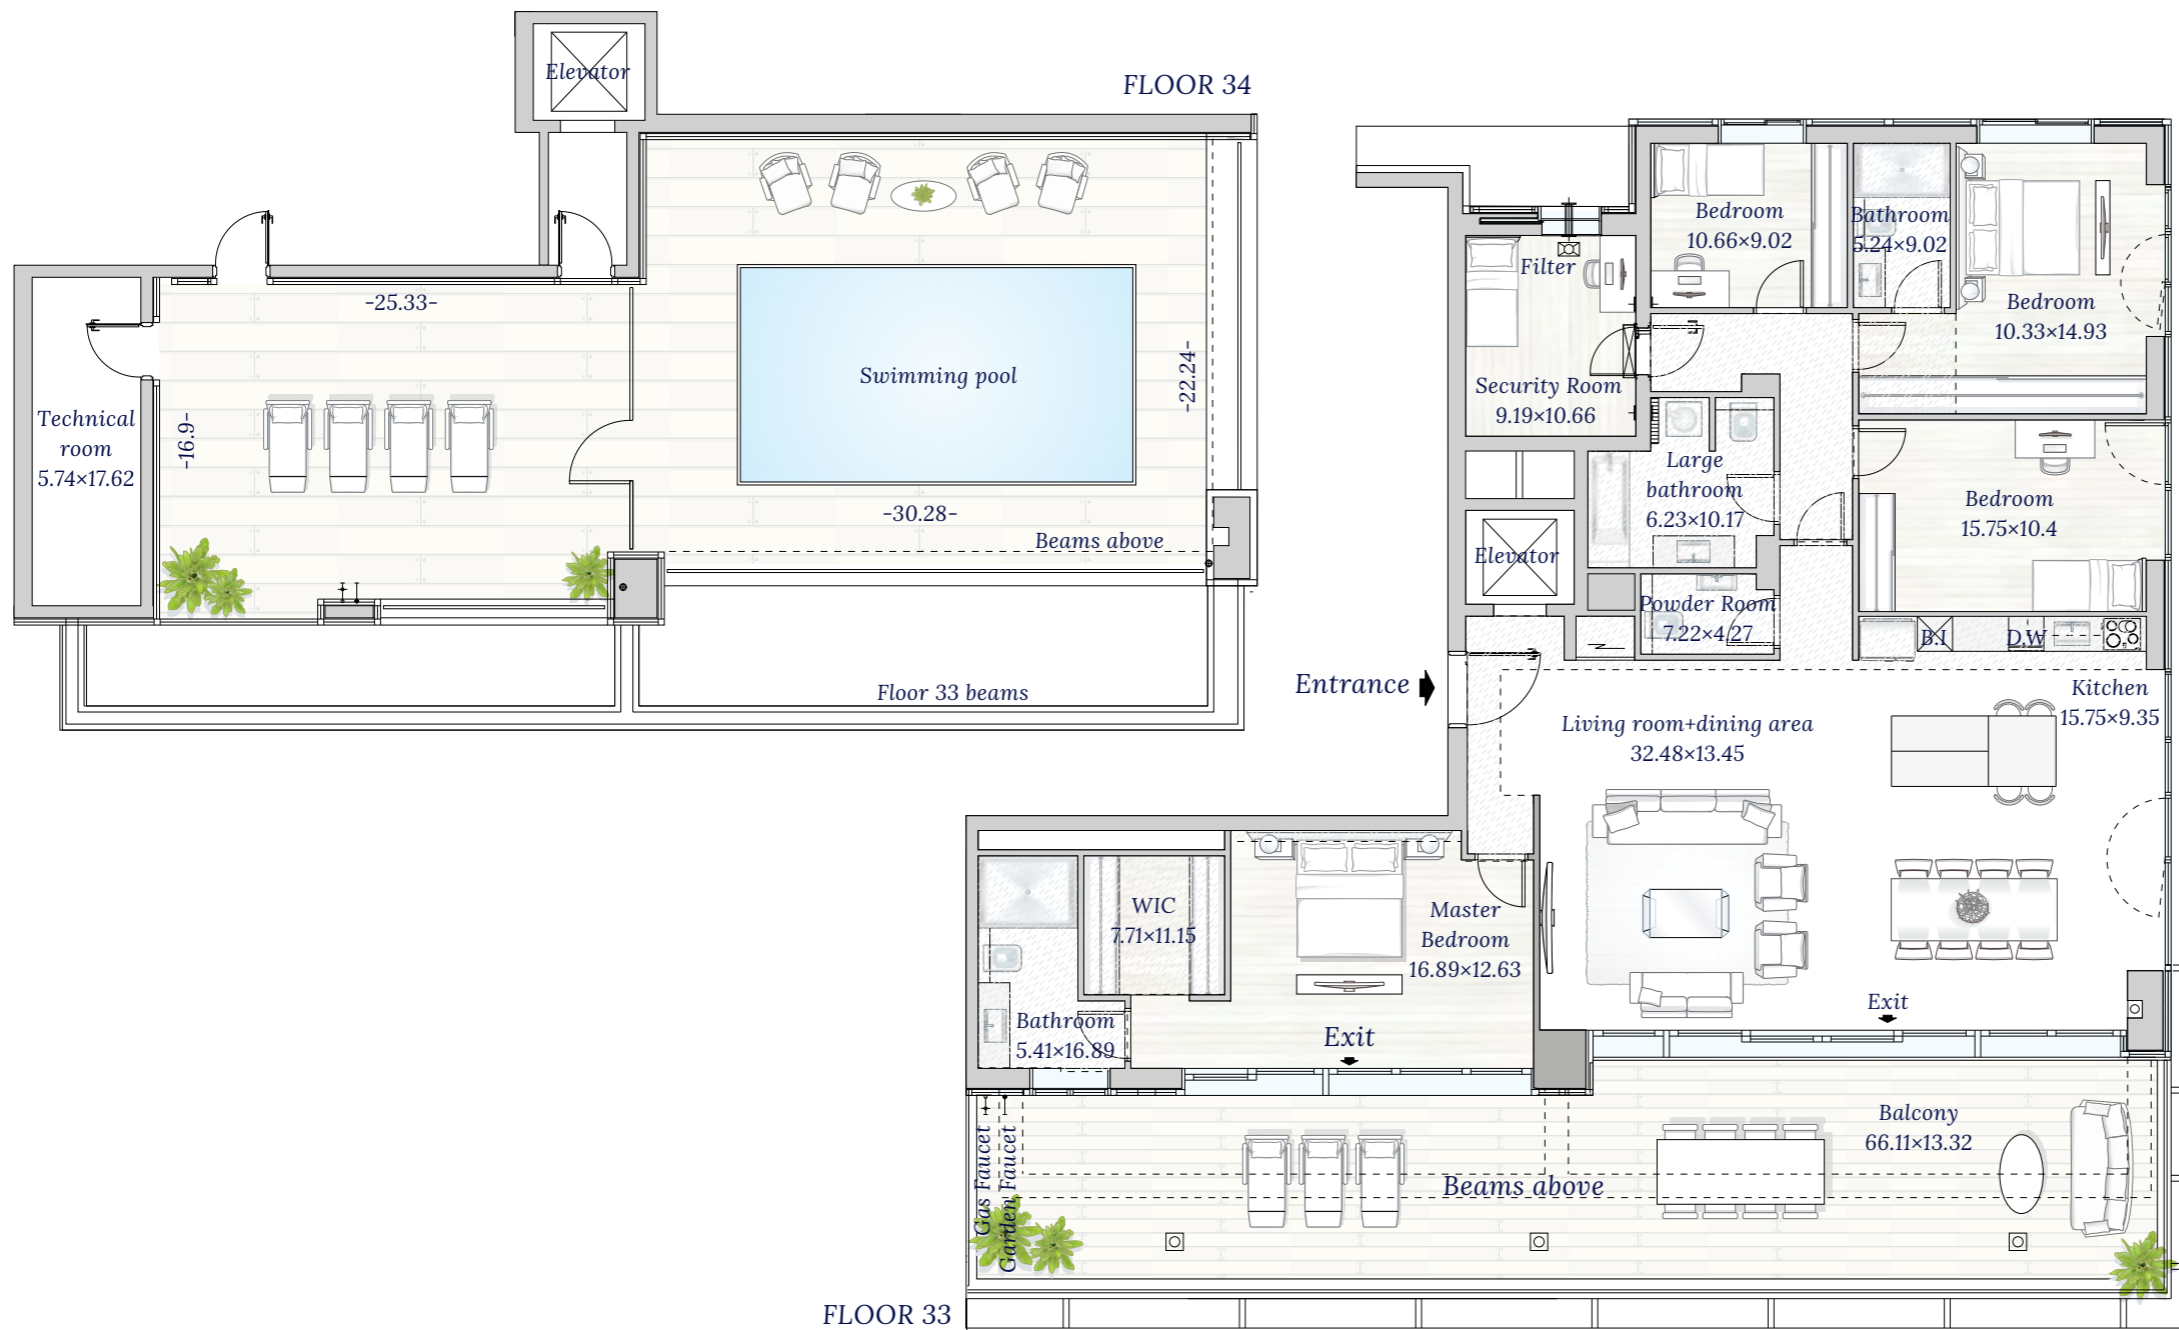 Elevator
FLOOR 34
-25.33-
Swimming pool
-22.24-
-16.9-
Technical
room
5.74×17.62
-30.28-
Beams above
Floor 33 beams
Bedroom
10.66×9.02
Bathroom
5.24×9.02
Filter
Bedroom
10.33×14.93
Security Room
9.19×10.66
Large
bathroom
6.23×10.17
Bedroom
15.75×10.4
Elevator
Powder Room
7.22×4.27
B.I
D.W
Entrance
Kitchen
15.75×9.35
Living room+dining area
32.48×13.45
WIC
7.71×11.15
Master
Bedroom
16.89×12.63
Bathroom
5.41×16.89
Exit
Exit
Balcony
66.11×13.32
Gas Faucet
Garden Faucet
Beams above
FLOOR 33